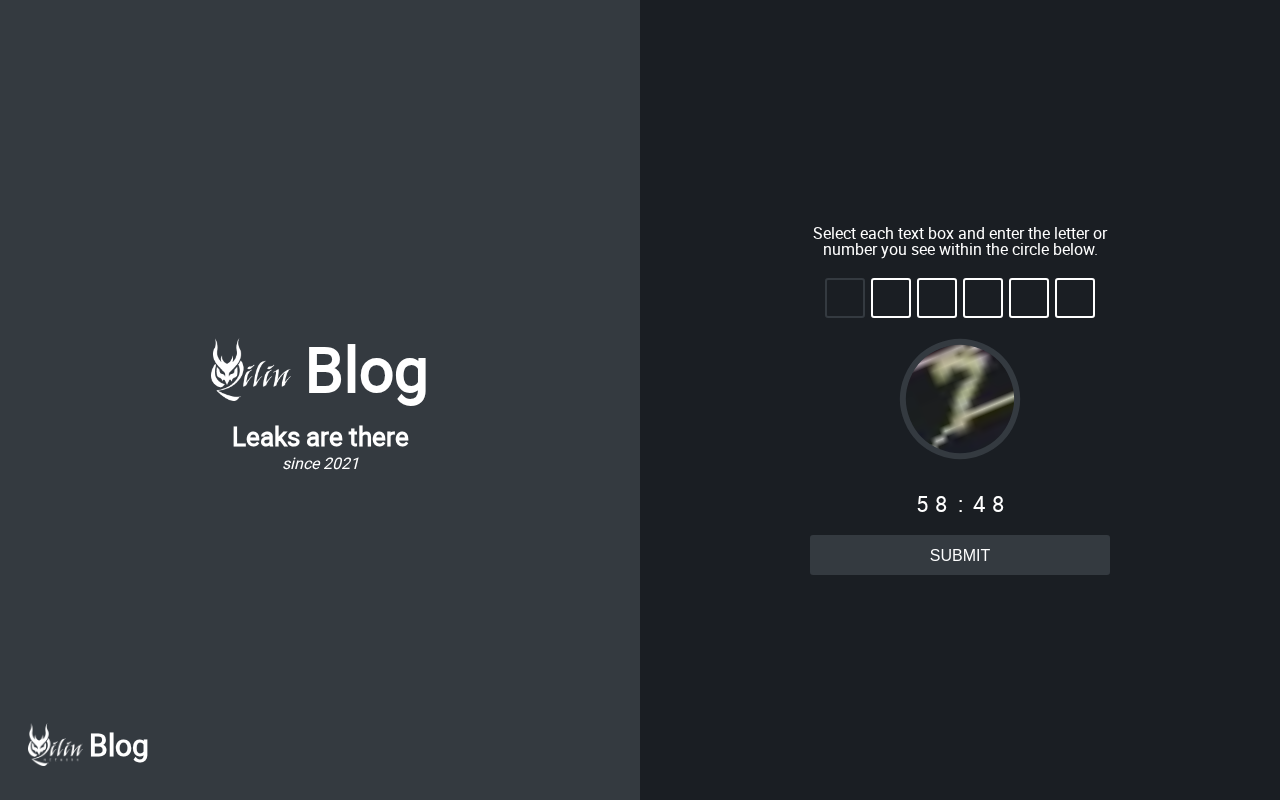 Qilin Blog
Leaks are there
since 2021
Qilin Blog
Select each text box and enter the letter or
number you see within the circle below.
7
58:48
SUBMIT